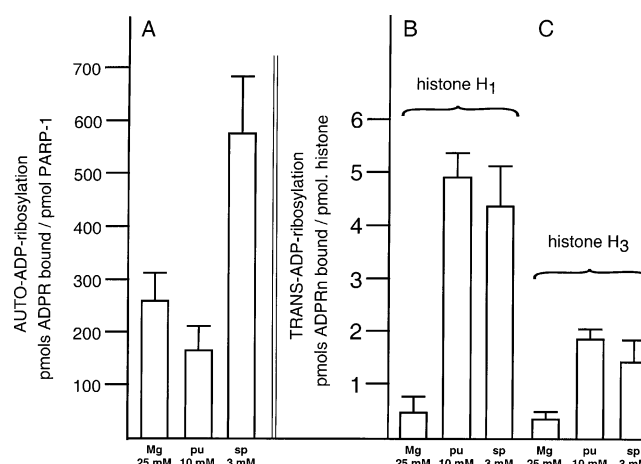 A
B
C
AUTO-ADP-ribosylation
pmols ADPR bound / pmol PARP-1
700
600
500
400
300
200
100
Mg
25 mM
pu
10 mM
sp
3 mM
TRANS-ADP-ribosylation
pmols ADPRn bound / pmol. histone
6
5
4
3
2
1
histone H1
histone H3
Mg
25 mM
pu
10 mM
sp
3 mM
Mg
25 mM
pu
10 mM
sp
3 mM